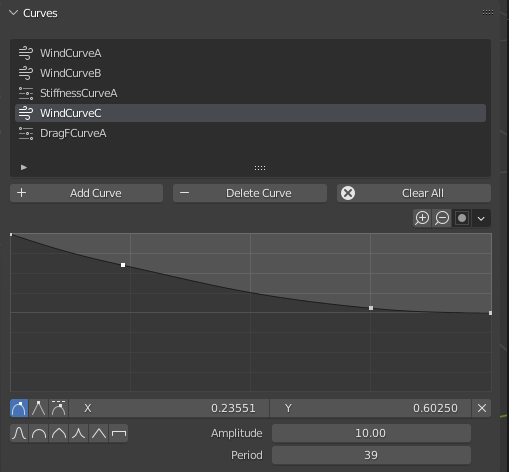 Curves
WindCurveA
WindCurveB
StiffnessCurveA
WindCurveC
DragFCurveA
Add Curve Delete Curve Clear All
X 0.23551 Y 0.60250
Amplitude 10.00
Period 39